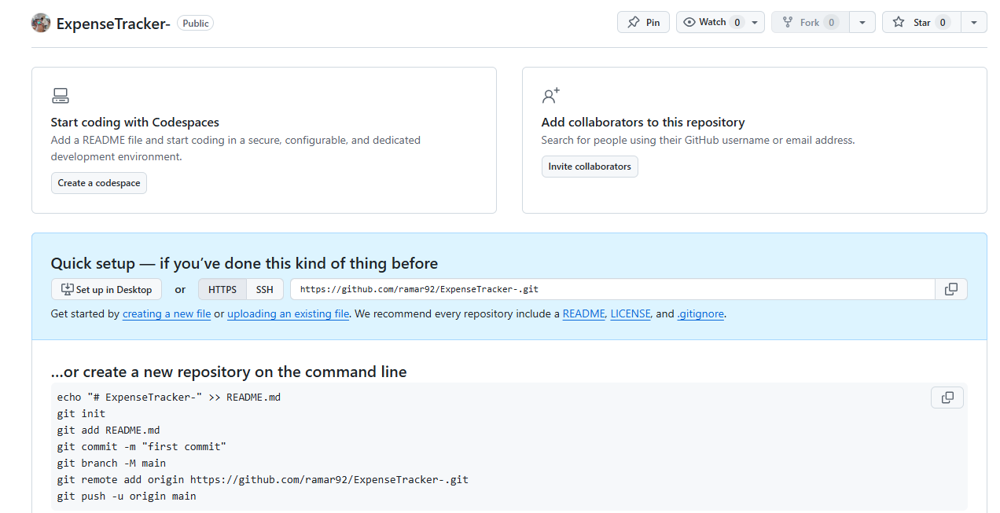 ExpenseTracker- Public Pin Watch 0 Fork 0 Star 0
Start coding with Codespaces
Add a README file and start coding in a secure, configurable, and dedicated
development environment.
Create a codespace
Add collaborators to this repository
Search for people using their GitHub username or email address.
Invite collaborators
Quick setup — if you've done this kind of thing before
Set up in Desktop or HTTPS SSH https://github.com/ramar92/ExpenseTracker-.git
Get started by creating a new file or uploading an existing file. We recommend every repository include a README, LICENSE, and .gitignore.
...or create a new repository on the command line
echo "# ExpenseTracker-" >> README.md
git init
git add README.md
git commit -m "first commit"
git branch -M main
git remote add origin https://github.com/ramar92/ExpenseTracker-.git
git push -u origin main